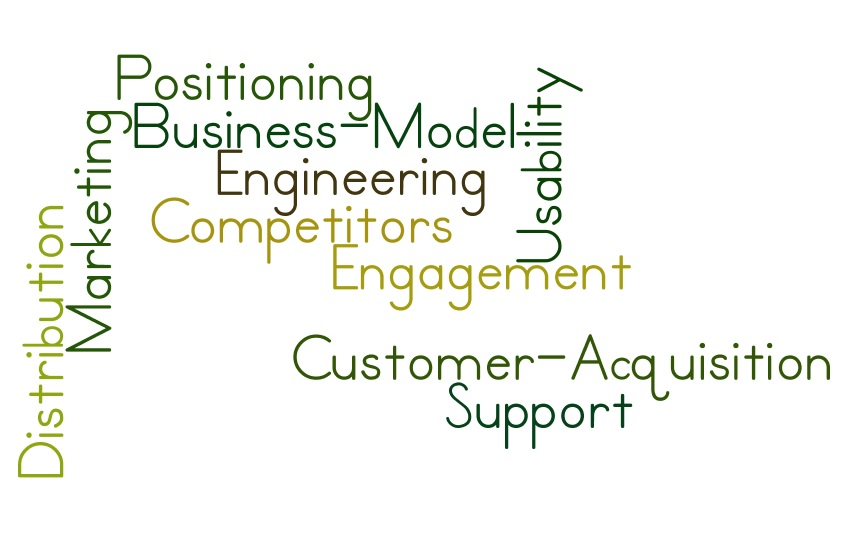 Positioning
Business-Model
Engineering
Competitors
Engagement
Usability
Marketing
Distribution
Customer-Acquisition
Support